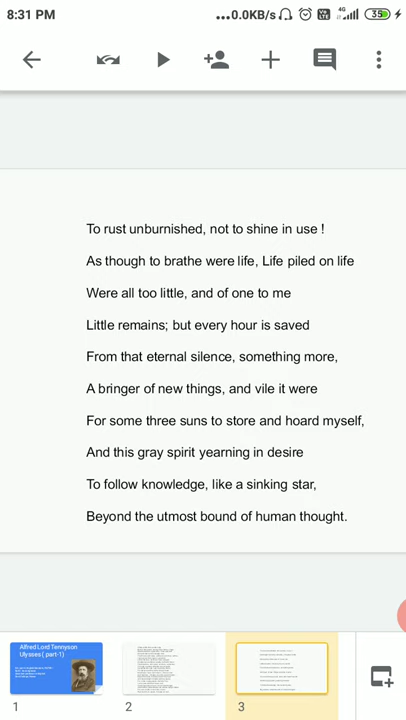 8:31 PM
...0.0KB/s
4G
35
To rust unburnished, not to shine in use !
As though to brathe were life, Life piled on life
Were all too little, and of one to me
Little remains; but every hour is saved
From that eternal silence, something more,
A bringer of new things, and vile it were
For some three suns to store and hoard myself,
And this gray spirit yearning in desire
To follow knowledge, like a sinking star,
Beyond the utmost bound of human thought.
Alfred Lord Tennyson
Ulysses( part-1)
1
2
3